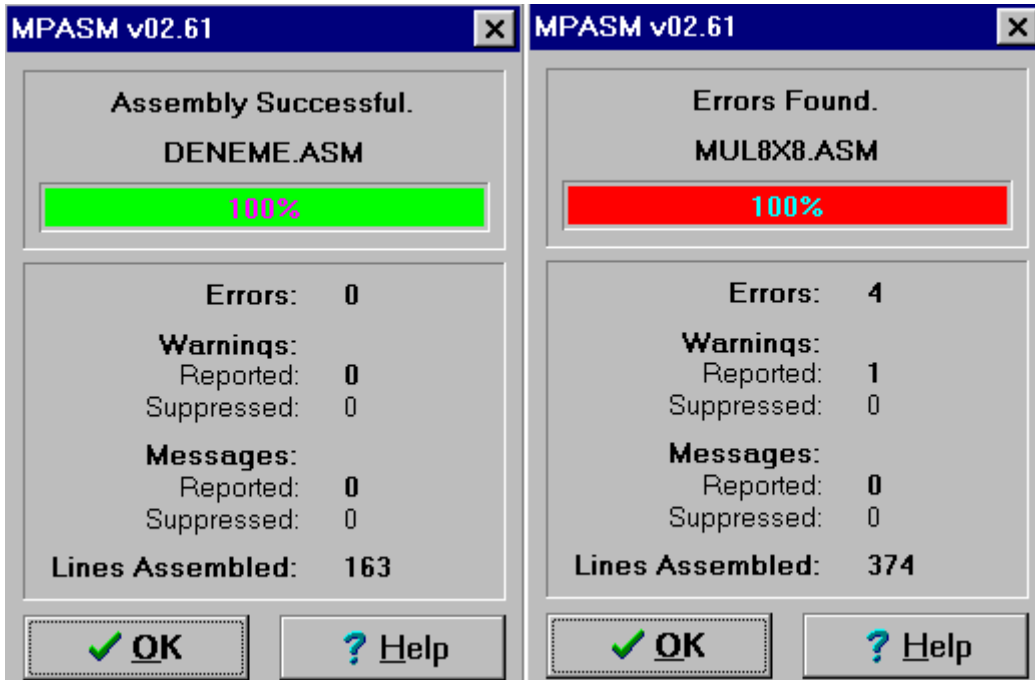 MPASM v02.61
Assembly Successful.
DENEME.ASM
100%
Errors: 0
Warnings:
Reported: 0
Suppressed: 0
Messages:
Reported: 0
Suppressed: 0
Lines Assembled: 163
OK
? Help
MPASM v02.61
Errors Found.
MUL8X8.ASM
100%
Errors: 4
Warnings:
Reported: 1
Suppressed: 0
Messages:
Reported: 0
Suppressed: 0
Lines Assembled: 374
OK
? Help